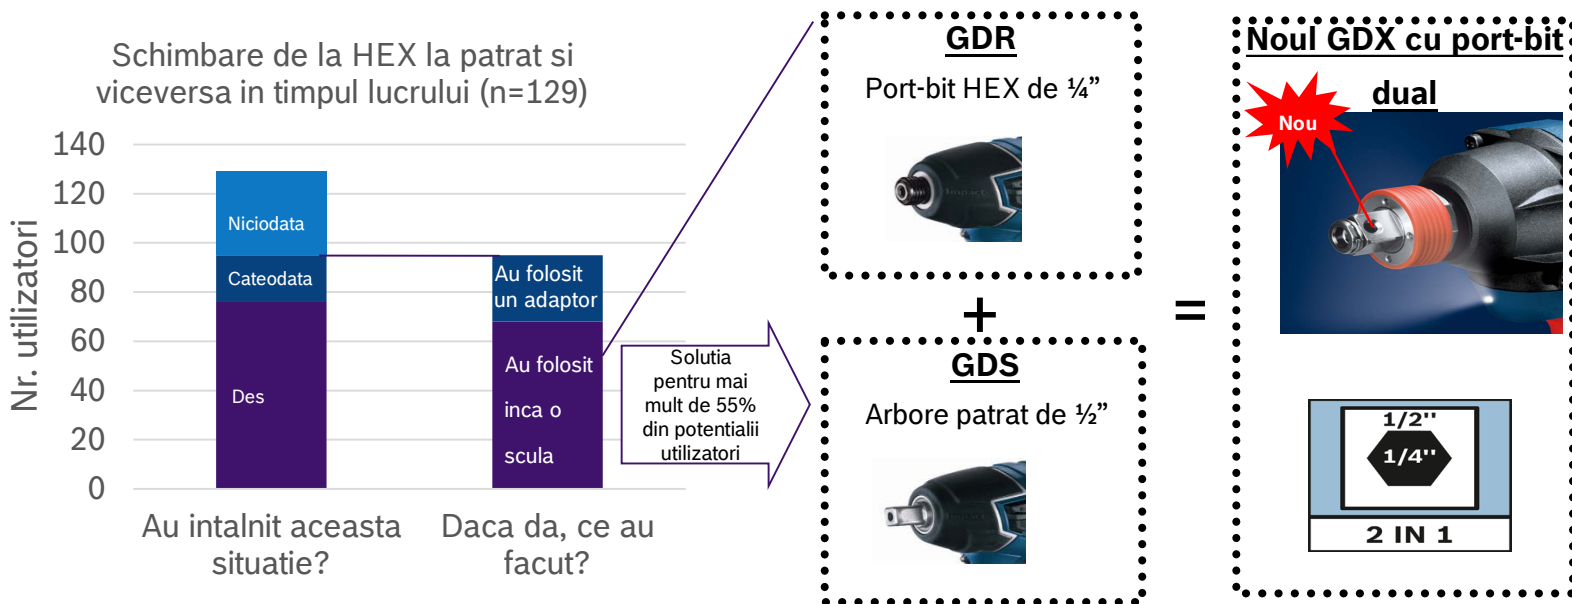 Schimbare de la HEX la patrat si
viceversa in timpul lucrului (n=129)
Nr. utilizatori
140
120
100
80
60
40
20
0
Niciodata
Cateodata
Des
Au folosit
un adaptor
Au folosit
inca o
scula
Au intalnit aceasta
situatie?
Daca da, ce au
facut?
Solutia
pentru mai
mult de 55%
din potentialii
utilizatori
GDR
Port-bit HEX de ¼”
Impact
+
GDS
Arbore patrat de ½”
=
Noul GDX cu port-bit
dual
Nou
1/2''
1/4''
2 IN 1